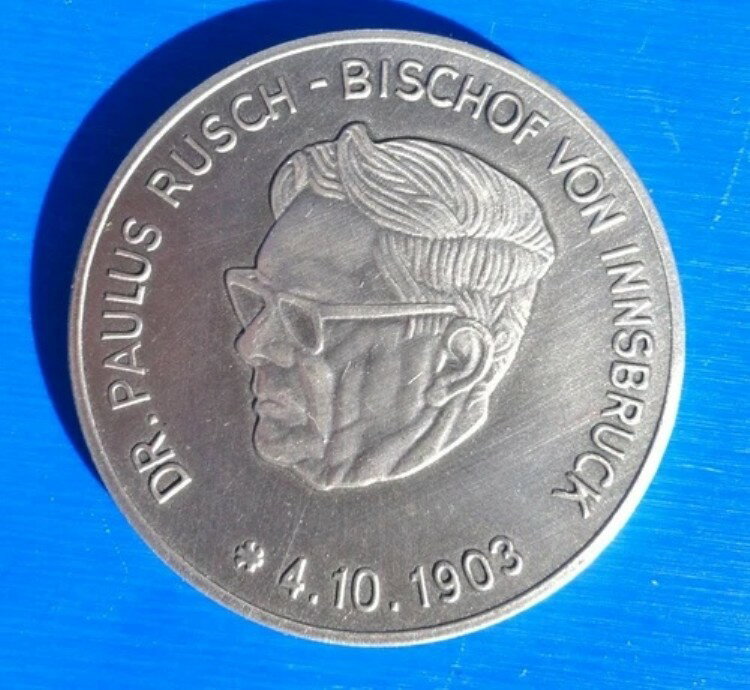 DR. PAULUS RUSCH - BISCHOF VON INNSBRUCK
* 4.10.1903